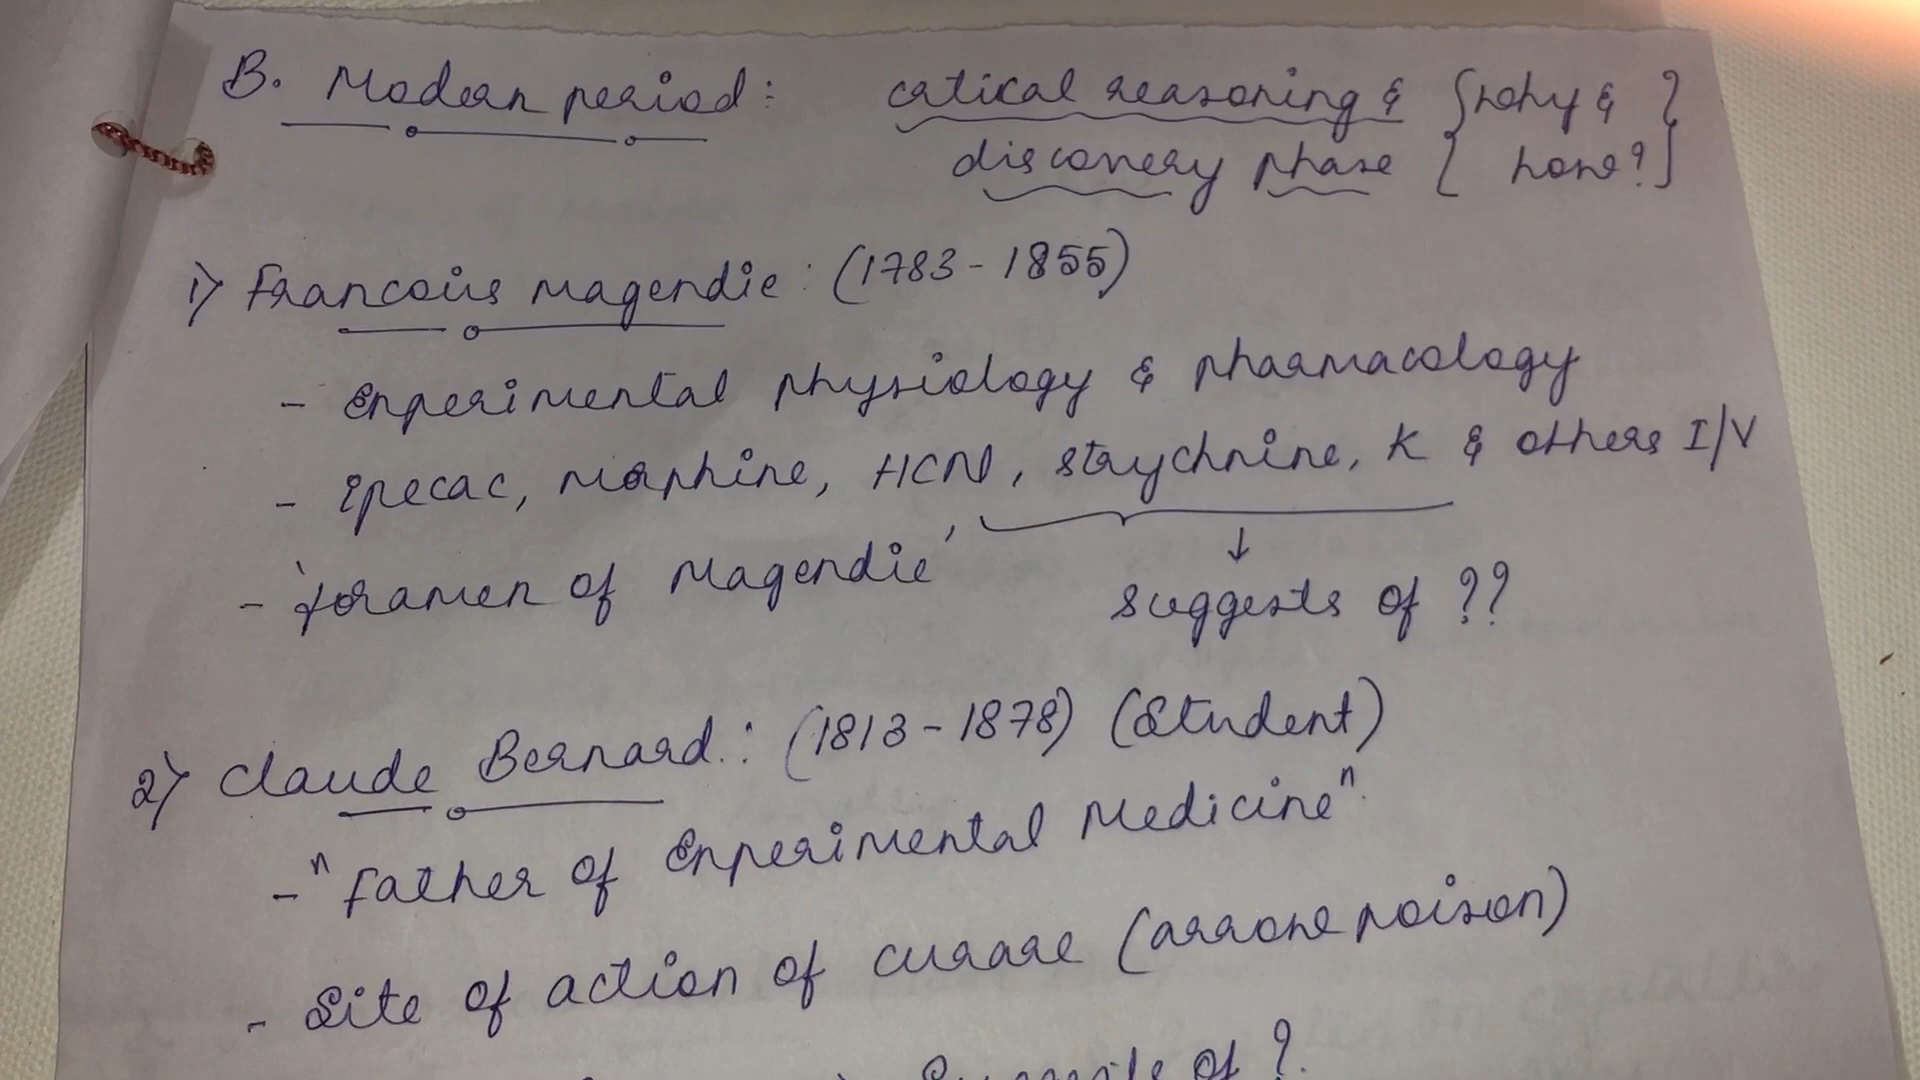 B. Modern period: critical reasoning & {why &
discovery phase { how?}
1) Francois Magendie: (1783-1855)
- Experimental physiology & pharmacology
- Ipecac, Morphine, HCN, strychnine, K & others I/V
- 'foramen of Magendie' ↓ suggests of ??
2) Claude Bernard: (1813-1878) (Student)
- "Father of Experimental Medicine"
- Site of action of curare (arrow poison)
of ?